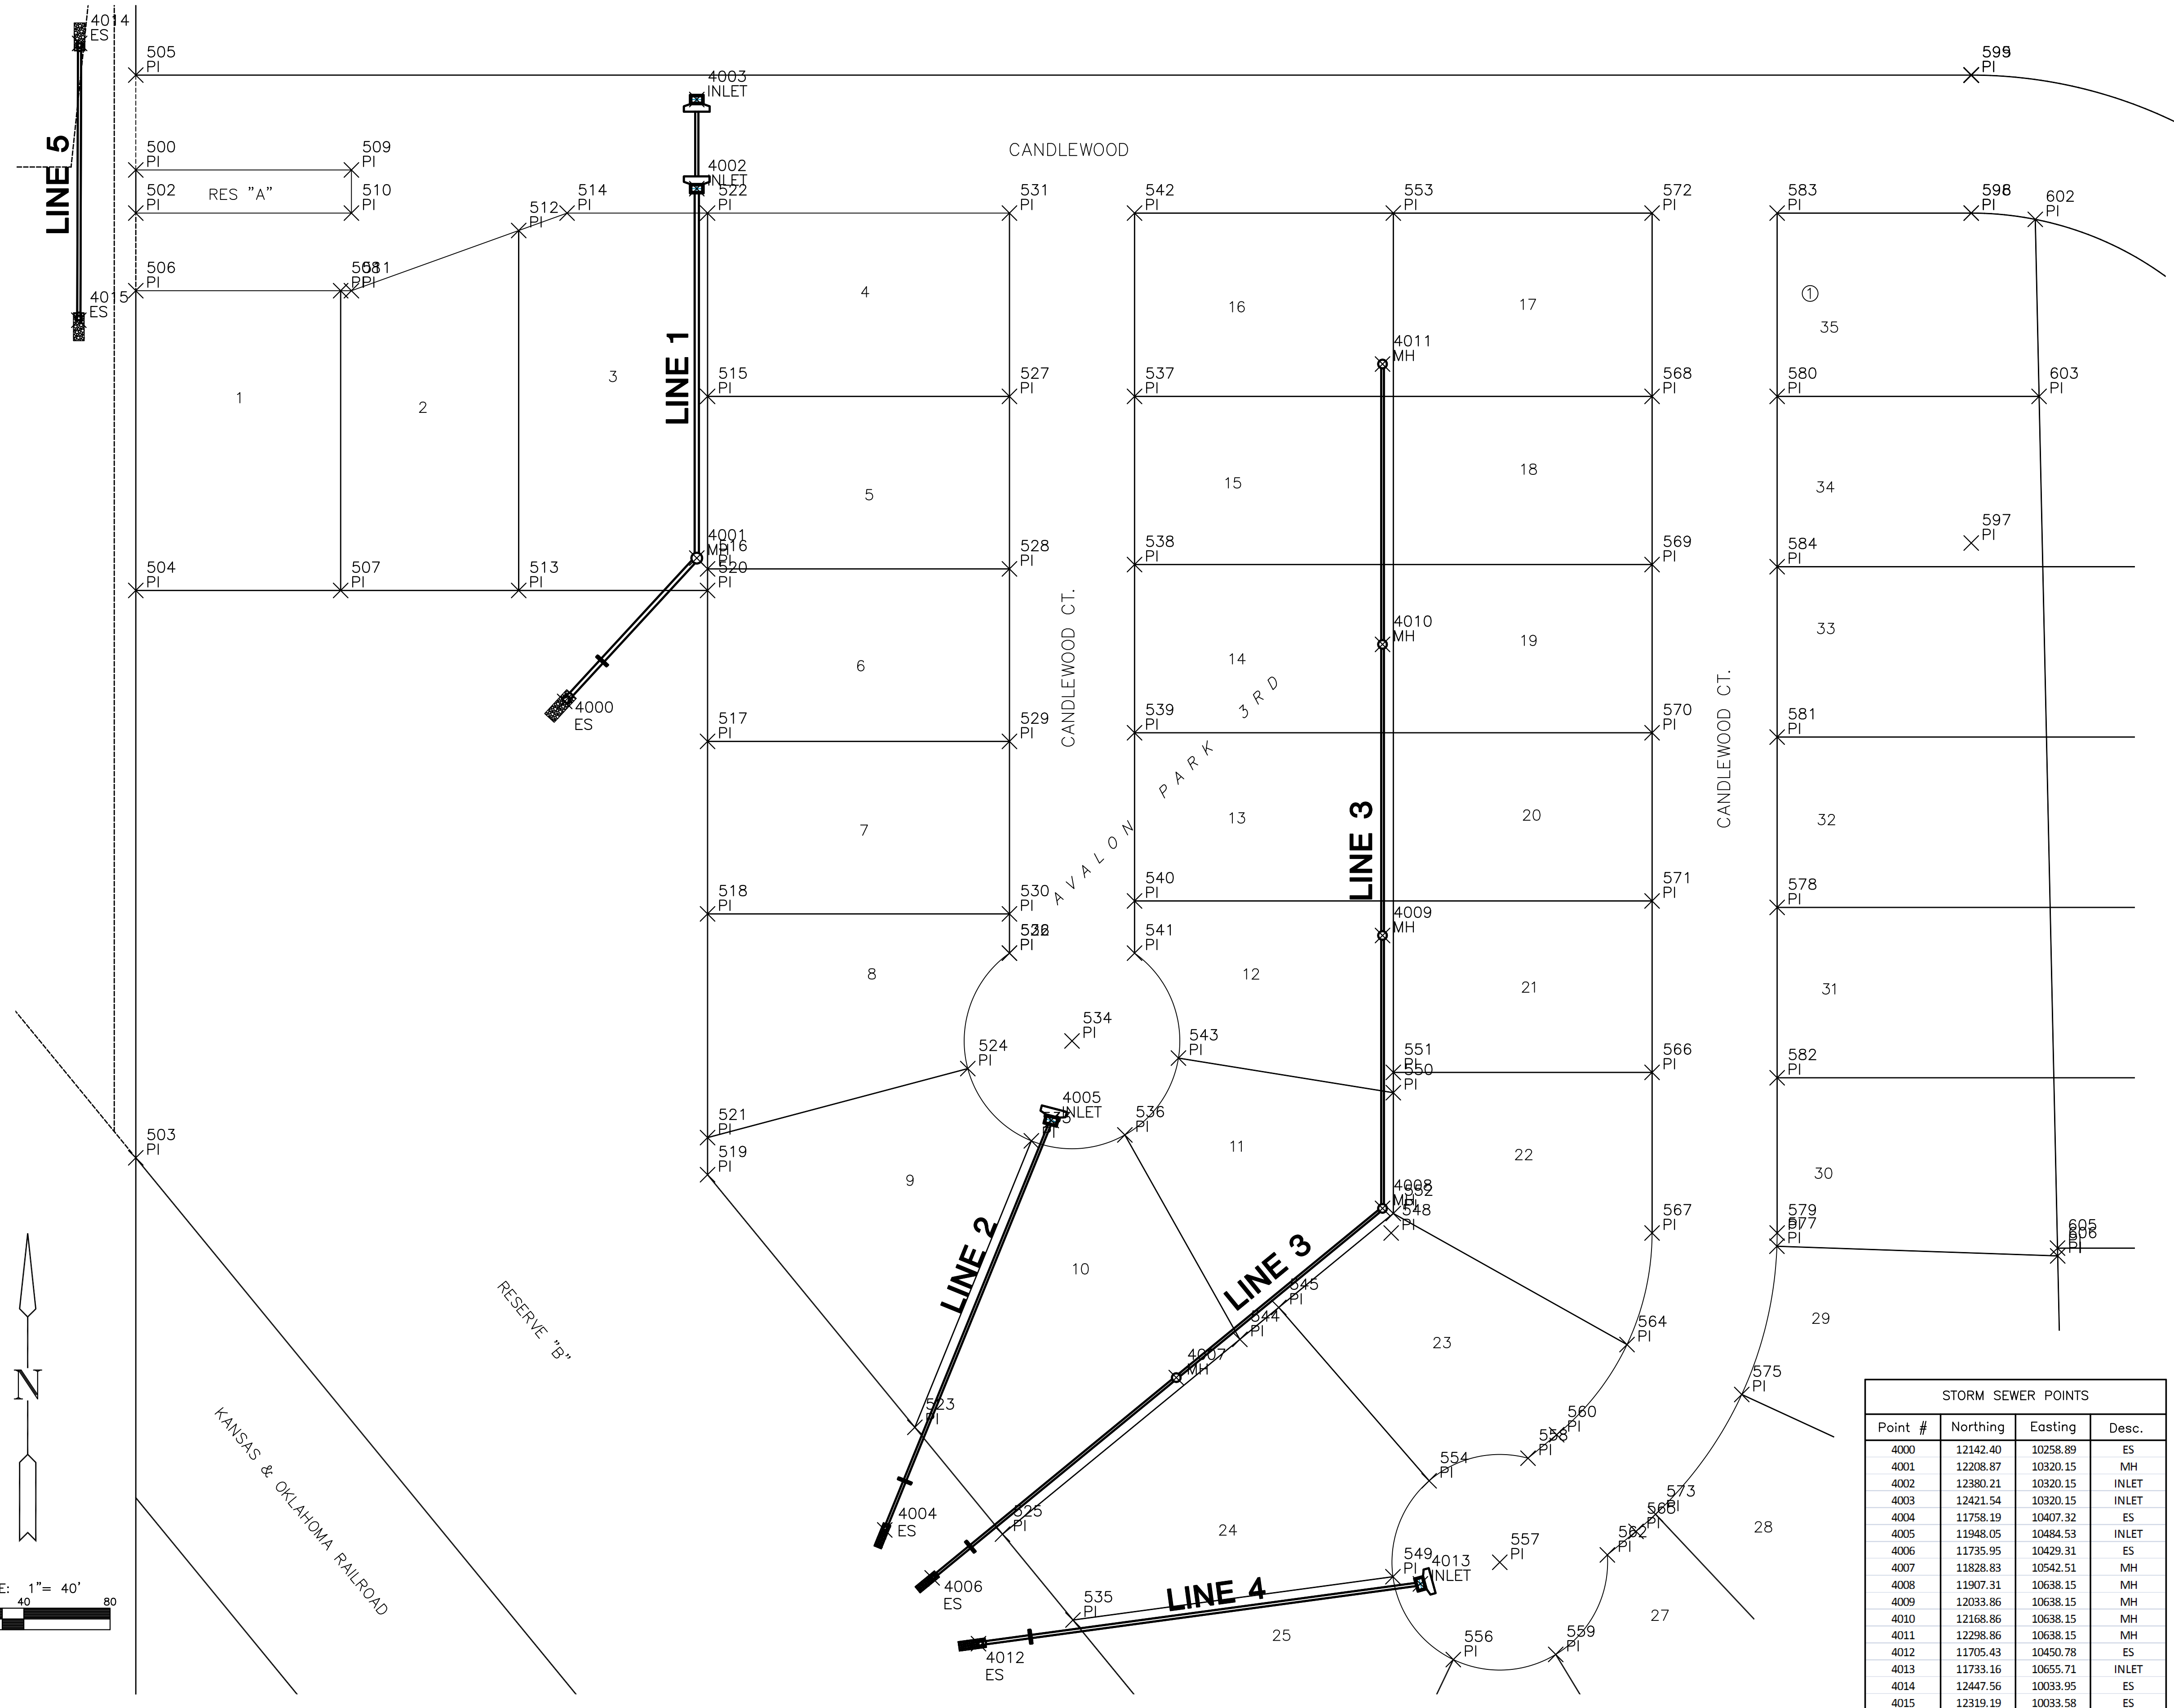 4014
ES
505
PI
599
PI
4003
INLET
CANDLEWOOD
LINE 5
500
PI
509
PI
4002
INLET
502
PI
RES "A"
510
PI
514
PI
512
PI
522
PI
531
PI
542
PI
553
PI
572
PI
583
PI
598
PI
602
PI
506
PI
511
PI
4015
ES
4
16
17
1
35
LINE 1
4011
MH
1
2
3
515
PI
527
PI
537
PI
568
PI
580
PI
603
PI
5
15
18
34
4001
MH
516
PI
520
PI
528
PI
538
PI
569
PI
584
PI
597
PI
504
PI
507
PI
513
PI
CANDLEWOOD CT.
4010
MH
6
14
19
33
4000
ES
AVALON PARK 3RD
CANDLEWOOD CT.
517
PI
529
PI
539
PI
570
PI
581
PI
7
13
20
32
LINE 3
518
PI
530
PI
540
PI
571
PI
578
PI
4009
MH
526
PI
541
PI
8
12
21
31
534
PI
524
PI
543
PI
551
PI
550
PI
566
PI
582
PI
4005
INLET
536
PI
521
PI
519
PI
503
PI
9
11
22
30
4008
MH
552
PI
548
PI
567
PI
579
PI
577
PI
605
PI
606
PI
LINE 2
LINE 3
10
545
PI
544
PI
23
564
PI
29
RESERVE "B"
4007
MH
575
PI
N
KANSAS & OKLAHOMA RAILROAD
523
PI
560
PI
558
PI
554
PI
573
PI
562
PI
4004
ES
525
PI
24
28
557
PI
549
PI
4013
INLET
4006
ES
LINE 4
1"= 40'
40 80
535
PI
25
27
556
PI
559
PI
4012
ES
STORM SEWER POINTS
Point # Northing Easting Desc.
4000 12142.40 10258.89 ES
4001 12208.87 10320.15 MH
4002 12380.21 10320.15 INLET
4003 12421.54 10320.15 INLET
4004 11758.19 10407.32 ES
4005 11948.05 10484.53 INLET
4006 11735.95 10429.31 ES
4007 11828.83 10542.51 MH
4008 11907.31 10638.15 MH
4009 12033.86 10638.15 MH
4010 12168.86 10638.15 MH
4011 12298.86 10638.15 MH
4012 11705.43 10450.78 ES
4013 11733.16 10655.71 INLET
4014 12447.56 10033.95 ES
4015 12319.19 10033.58 ES